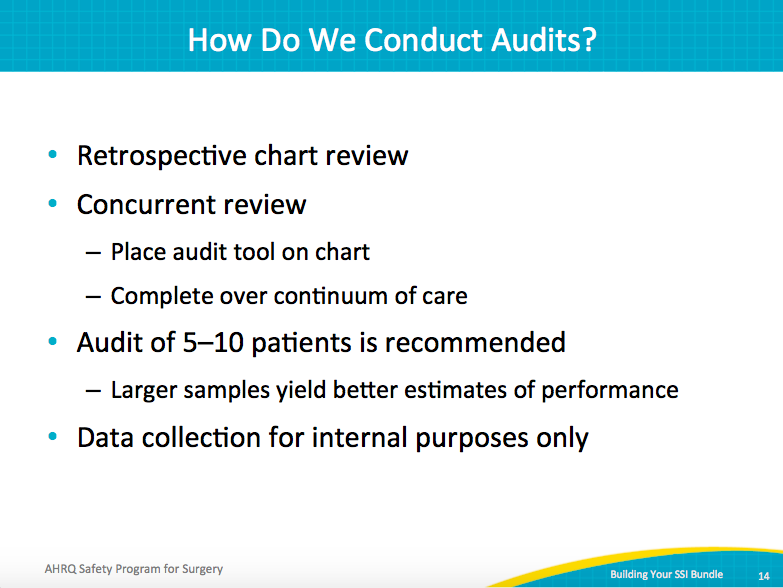 How Do We Conduct Audits?
• Retrospective chart review
• Concurrent review
– Place audit tool on chart
– Complete over continuum of care
• Audit of 5–10 patients is recommended
– Larger samples yield better estimates of performance
• Data collection for internal purposes only
AHRQ Safety Program for Surgery
Building Your SSI Bundle
14